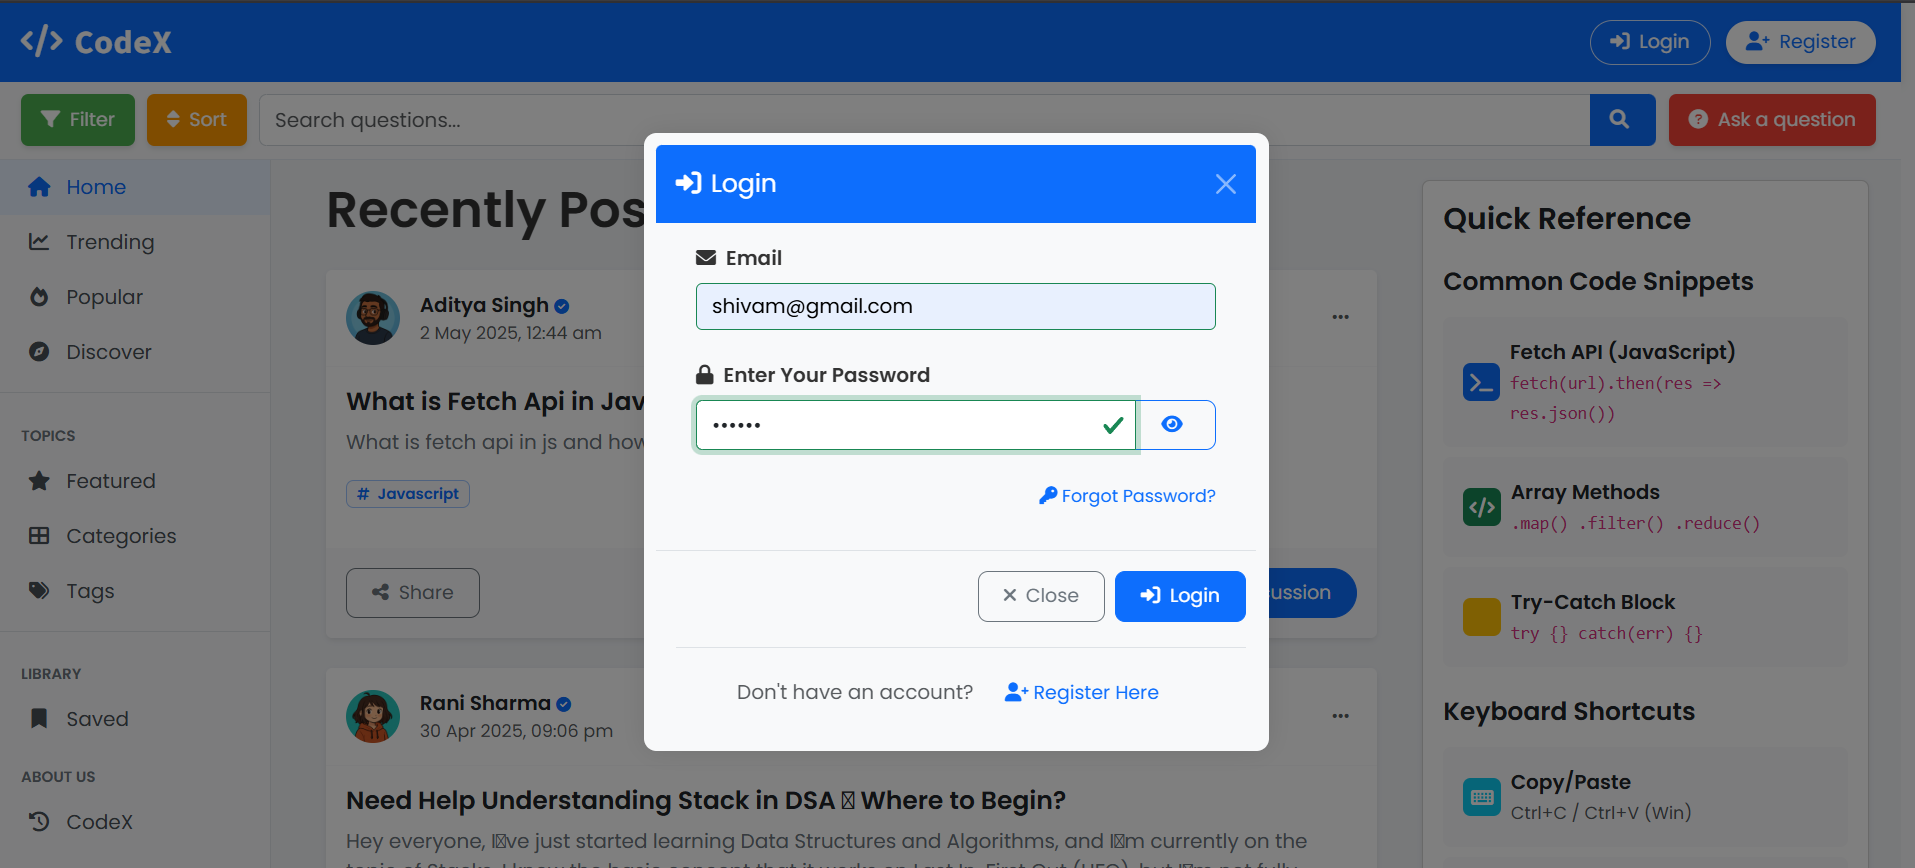 </> CodeX
Login
Register
Filter
Sort
Search questions...
Ask a question
Home
Trending
Popular
Discover
TOPICS
Featured
Categories
Tags
LIBRARY
Saved
ABOUT US
CodeX
Recently Pos
Aditya Singh
2 May 2025, 12:44 am
...
What is Fetch Api in Jav
What is fetch api in js and how
# Javascript
Share
cussion
Rani Sharma
30 Apr 2025, 09:06 pm
...
Need Help Understanding Stack in DSA Where to Begin?
Hey everyone, I've just started learning Data Structures and Algorithms, and I'm currently on the
Login
Email
shivam@gmail.com
Enter Your Password
••••••
Forgot Password?
Close
Login
Don't have an account?
Register Here
Quick Reference
Common Code Snippets
Fetch API (JavaScript)
fetch(url).then(res =>
res.json())
Array Methods
.map() .filter() .reduce()
Try-Catch Block
try {} catch(err) {}
Keyboard Shortcuts
Copy/Paste
Ctrl+C / Ctrl+V (Win)